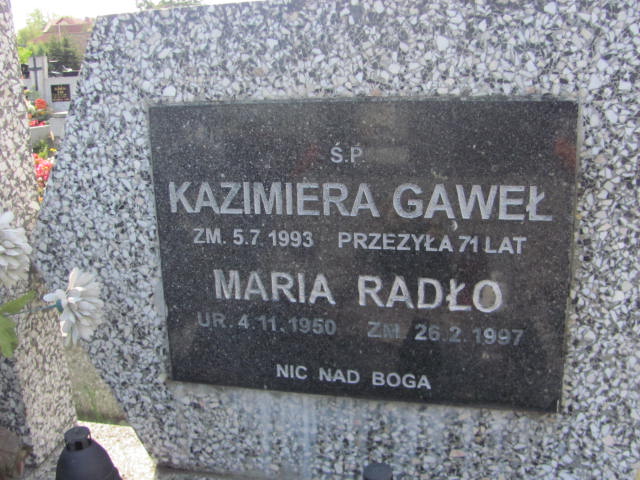 Ś.P.
KAZIMIERA GAWEŁ
ZM. 5.7.1993 PRZEŻYŁA 71 LAT
MARIA RADŁO
UR. 4.11.1950 ZM. 26.2.1997
NIC NAD BOGA